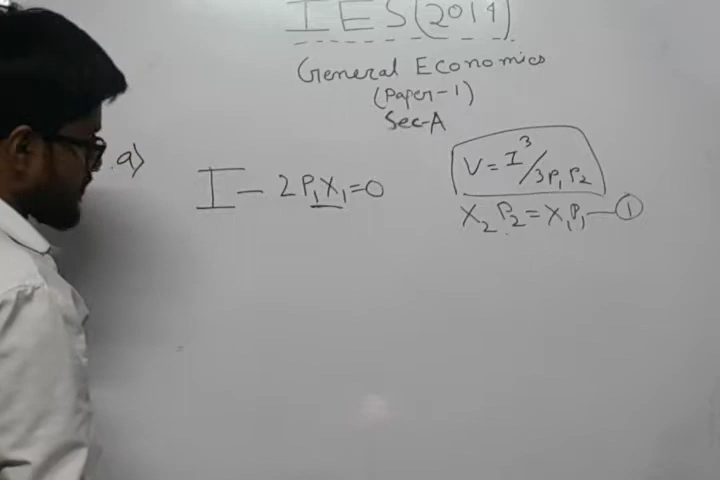 IES(2019)
General Economics
(Paper-1)
Sec-A
a)
I - 2P₁X₁=0
V = I³/3P₁P₂
X₂P₂ = X₁P₁ — ①